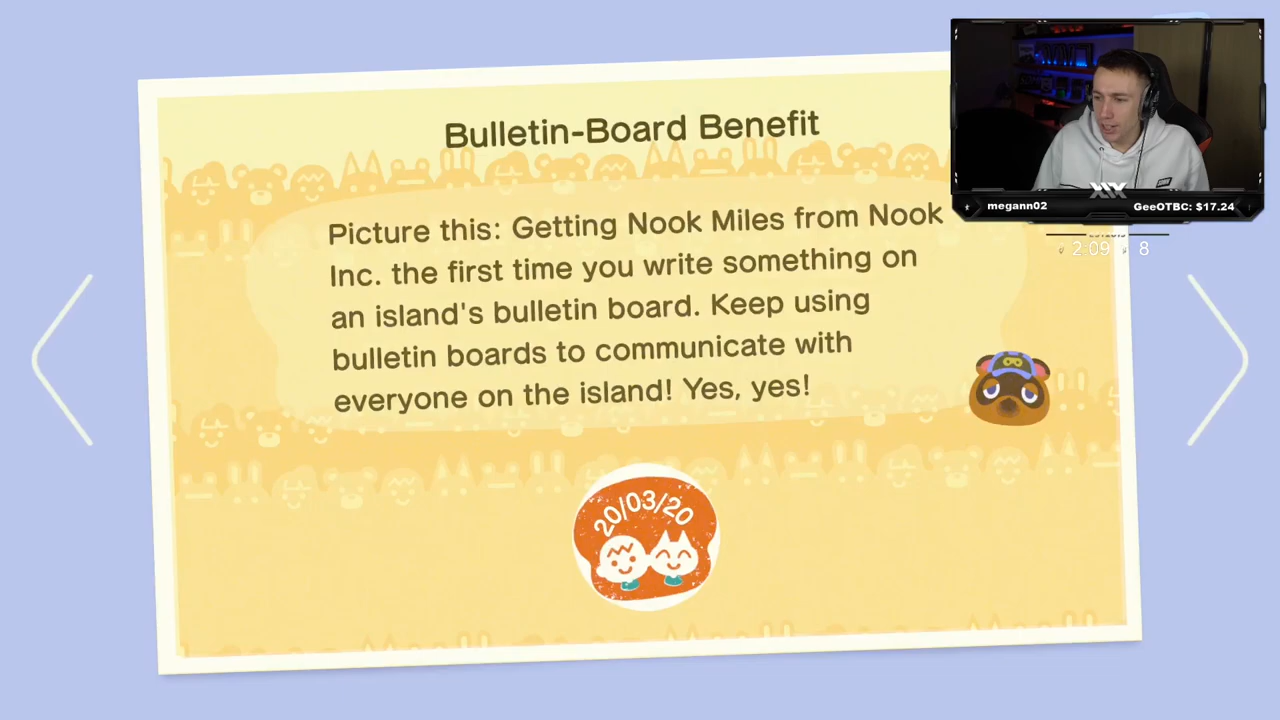 Bulletin-Board Benefit
Picture this: Getting Nook Miles from Nook
Inc. the first time you write something on
an island's bulletin board. Keep using
bulletin boards to communicate with
everyone on the island! Yes, yes!
20/03/20
megann02
GeeOTBC: $17.24
2.09
8